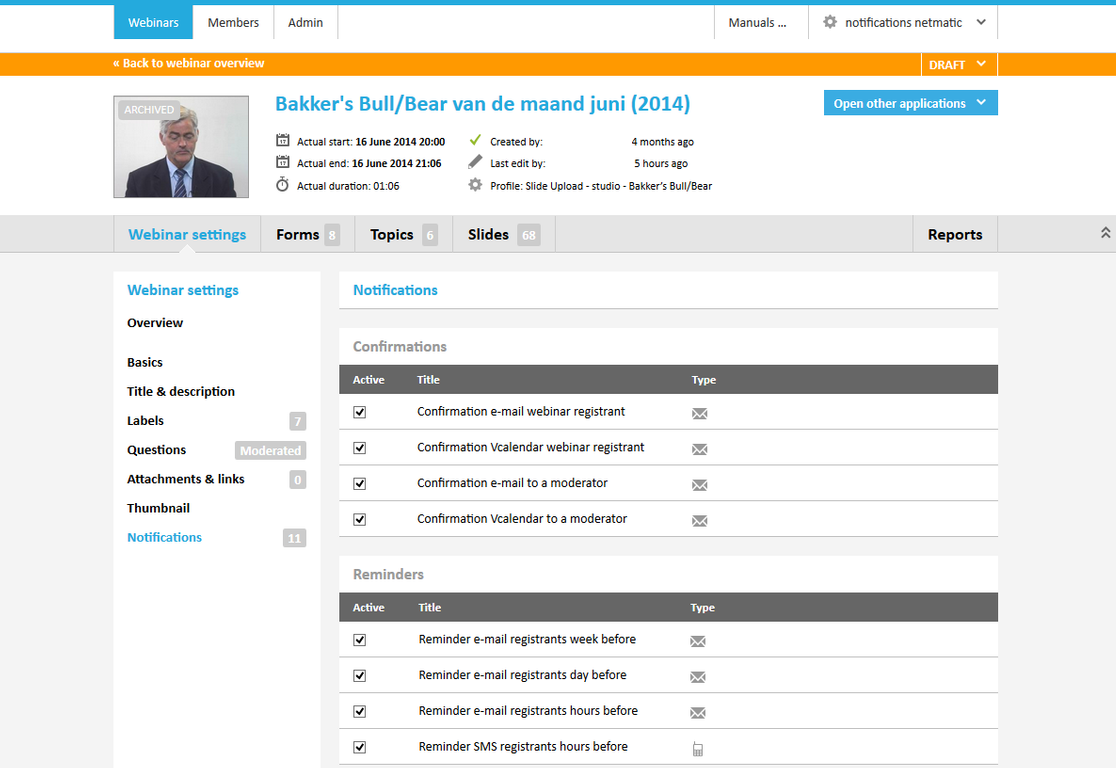 Webinars Members Admin Manuals ... notifications netmatic
« Back to webinar overview DRAFT
ARCHIVED
Bakker's Bull/Bear van de maand juni (2014)
Open other applications
Actual start: 16 June 2014 20:00 Created by: 4 months ago
Actual end: 16 June 2014 21:06 Last edit by: 5 hours ago
Actual duration: 01:06 Profile: Slide Upload - studio - Bakker's Bull/Bear
Webinar settings Forms 8 Topics 6 Slides 68 Reports
Webinar settings
Overview
Basics
Title & description
Labels 7
Questions Moderated
Attachments & links 0
Thumbnail
Notifications 11
Notifications
Confirmations
Active Title Type
Confirmation e-mail webinar registrant
Confirmation Vcalendar webinar registrant
Confirmation e-mail to a moderator
Confirmation Vcalendar to a moderator
Reminders
Active Title Type
Reminder e-mail registrants week before
Reminder e-mail registrants day before
Reminder e-mail registrants hours before
Reminder SMS registrants hours before